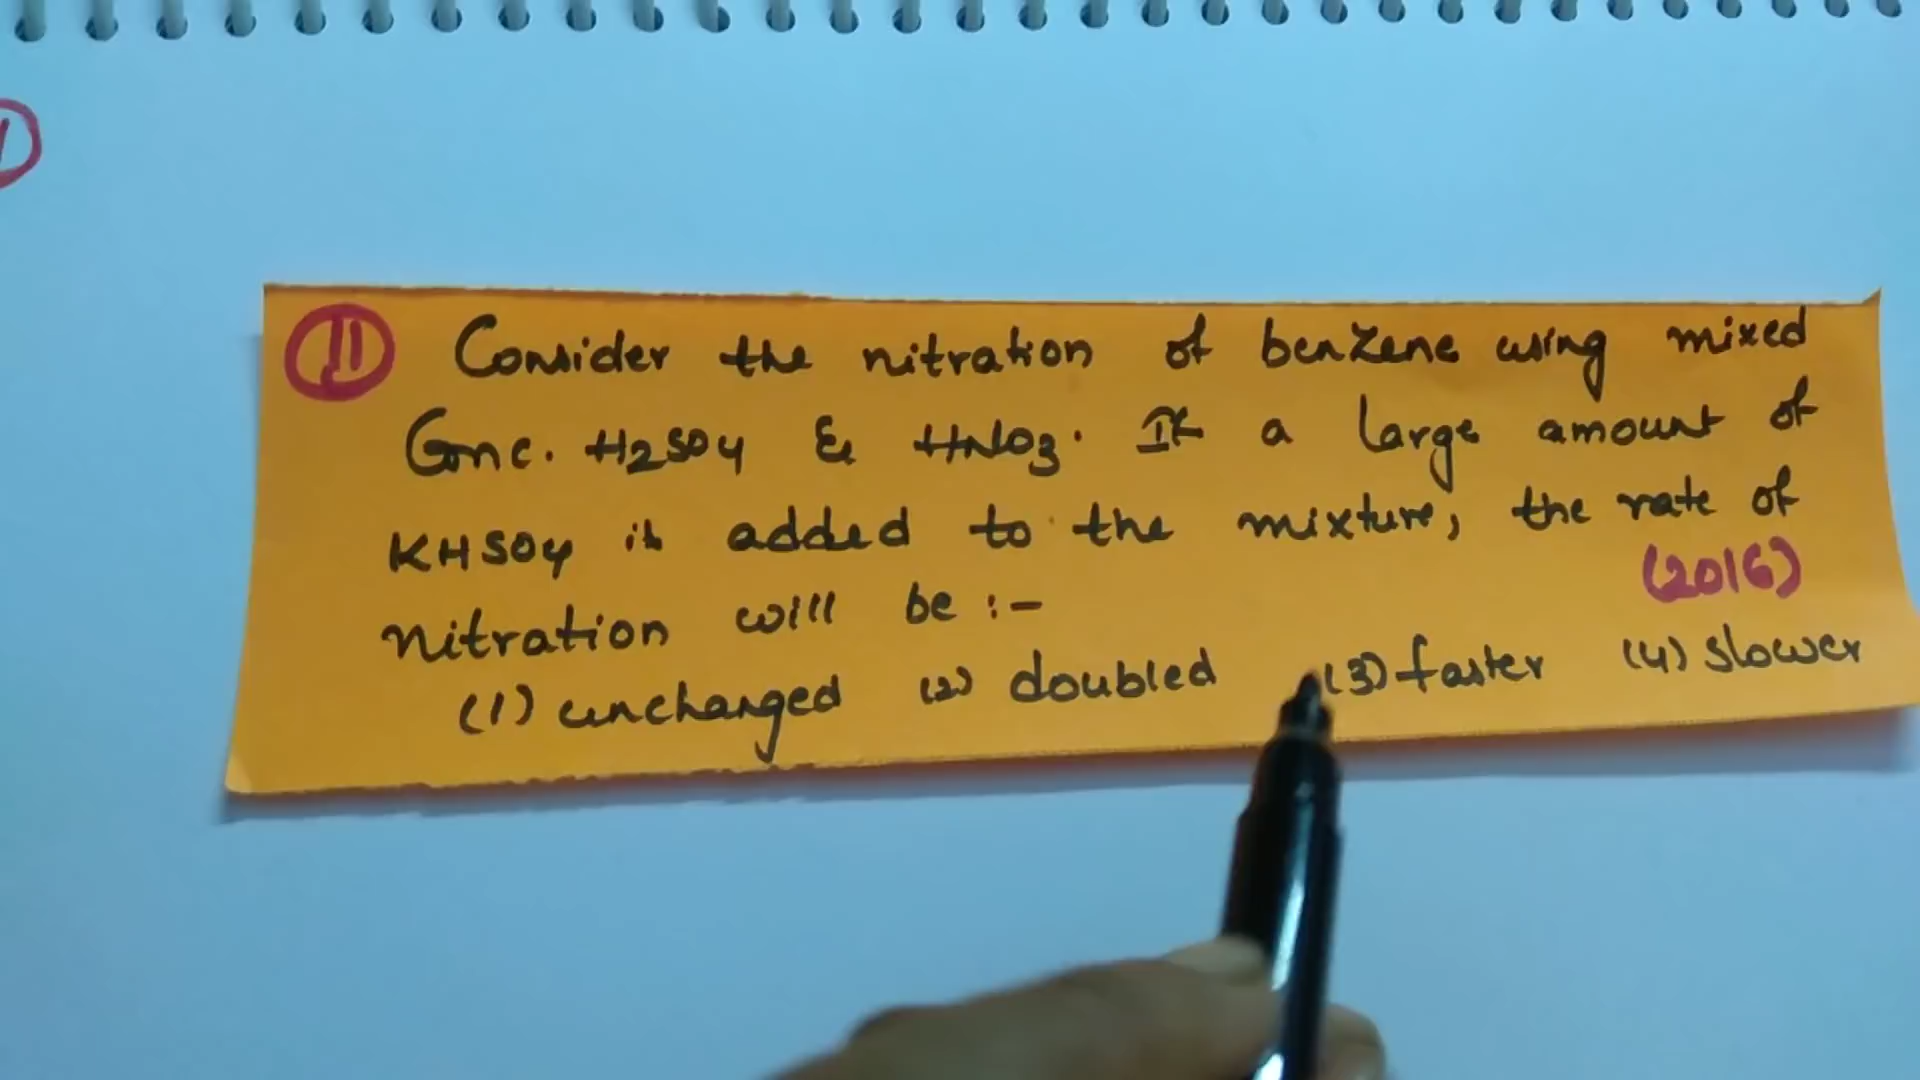 11 Consider the nitration of benzene using mixed
Conc. H2SO4 & HNO3. If a large amount of
KHSO4 is added to the mixture, the rate of
nitration will be :- (2016)
(1) unchanged (2) doubled (3) faster (4) slower